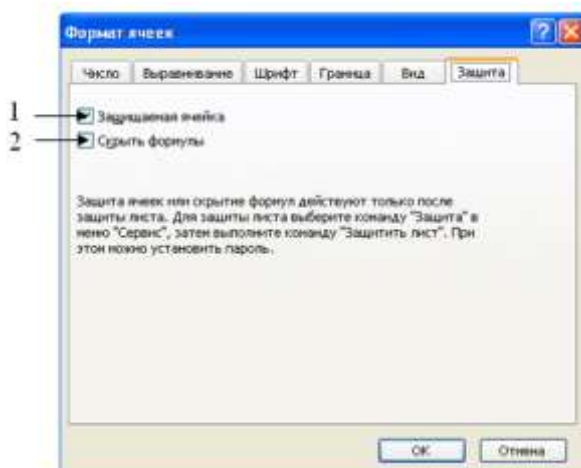 Формат ячеек
Число Выравнивание Шрифт Граница Вид Защита
1 Защищаемая ячейка
2 Скрыть формулы
Защита ячеек или скрытие формул действуют только после
защиты листа. Для защиты листа выберите команду "Защита" в
меню "Сервис", затем выполните команду "Защитить лист". При
этом можно установить пароль.
ОК Отмена